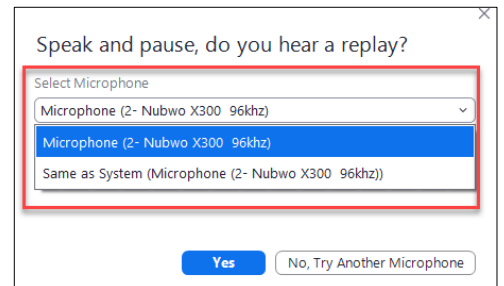 Speak and pause, do you hear a replay?
Select Microphone
Microphone (2- Nubwo X300 96khz)
Microphone (2- Nubwo X300 96khz)
Same as System (Microphone (2- Nubwo X300 96khz))
Yes No, Try Another Microphone